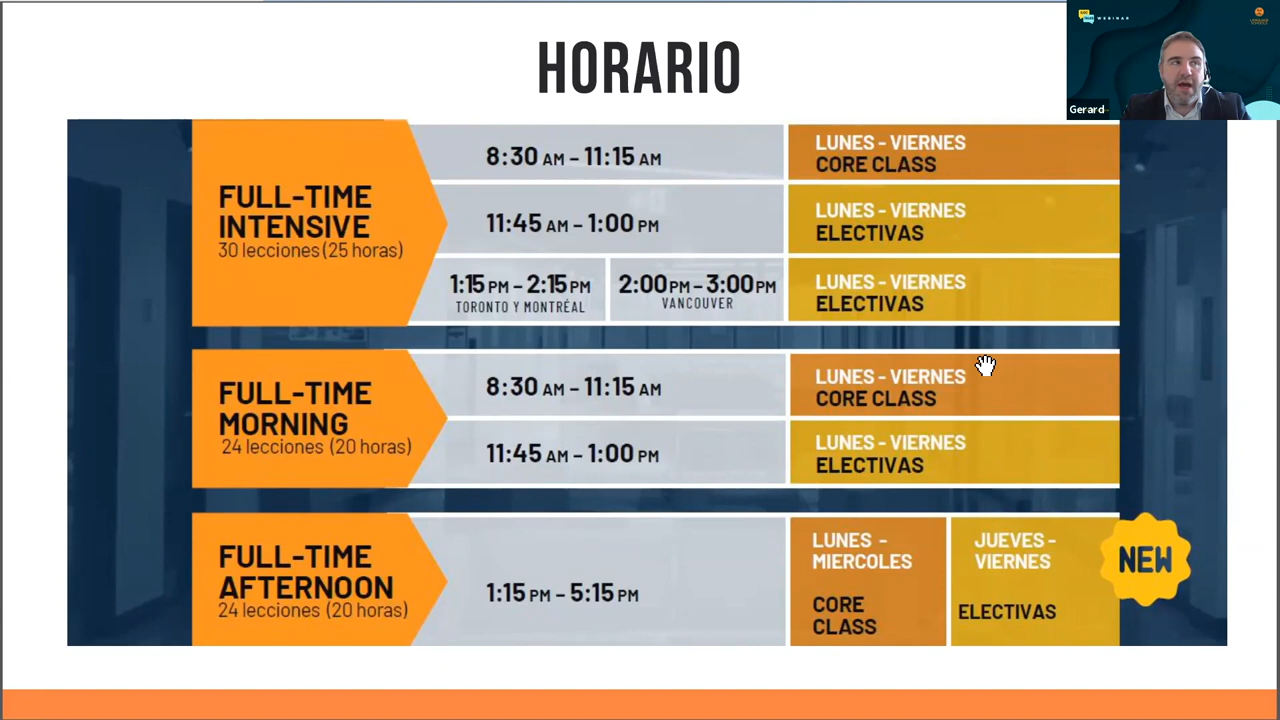 HORARIO
WEBINAR
Gerard
FULL-TIME
INTENSIVE
30 lecciones (25 horas)
8:30 AM – 11:15 AM
LUNES - VIERNES
CORE CLASS
11:45 AM – 1:00 PM
LUNES - VIERNES
ELECTIVAS
1:15 PM – 2:15 PM
TORONTO Y MONTRÉAL
2:00 PM – 3:00 PM
VANCOUVER
LUNES - VIERNES
ELECTIVAS
FULL-TIME
MORNING
24 lecciones (20 horas)
8:30 AM – 11:15 AM
LUNES - VIERNES
CORE CLASS
11:45 AM – 1:00 PM
LUNES - VIERNES
ELECTIVAS
FULL-TIME
AFTERNOON
24 lecciones (20 horas)
1:15 PM – 5:15 PM
LUNES -
MIERCOLES
CORE
CLASS
JUEVES -
VIERNES
ELECTIVAS
NEW